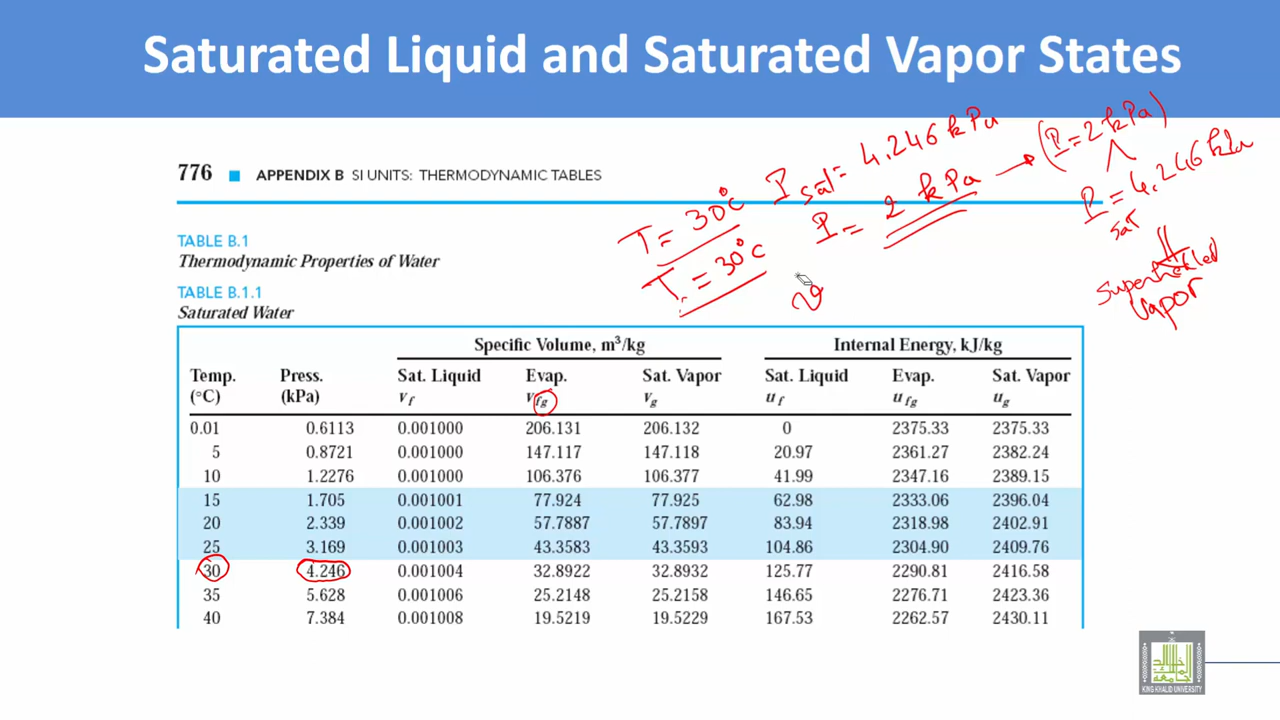 Saturated Liquid and Saturated Vapor States
776 ■ APPENDIX B SI UNITS: THERMODYNAMIC TABLES
T = 30°C P sat = 4.246 kPa
T = 30°C P = 2 kPa → (P = 2 kPa)
P sat = 4.246 kPa
Superheated
Vapor
TABLE B.1
Thermodynamic Properties of Water
TABLE B.1.1
Saturated Water
Specific Volume, m³/kg Internal Energy, kJ/kg
Temp. Press. Sat. Liquid Evap. Sat. Vapor Sat. Liquid Evap. Sat. Vapor
(°C) (kPa) vf vfg vg uf ufg ug
0.01 0.6113 0.001000 206.131 206.132 0 2375.33 2375.33
5 0.8721 0.001000 147.117 147.118 20.97 2361.27 2382.24
10 1.2276 0.001000 106.376 106.377 41.99 2347.16 2389.15
15 1.705 0.001001 77.924 77.925 62.98 2333.06 2396.04
20 2.339 0.001002 57.7887 57.7897 83.94 2318.98 2402.91
25 3.169 0.001003 43.3583 43.3593 104.86 2304.90 2409.76
30 4.246 0.001004 32.8922 32.8932 125.77 2290.81 2416.58
35 5.628 0.001006 25.2148 25.2158 146.65 2276.71 2423.36
40 7.384 0.001008 19.5219 19.5229 167.53 2262.57 2430.11
KING KHALID UNIVERSITY